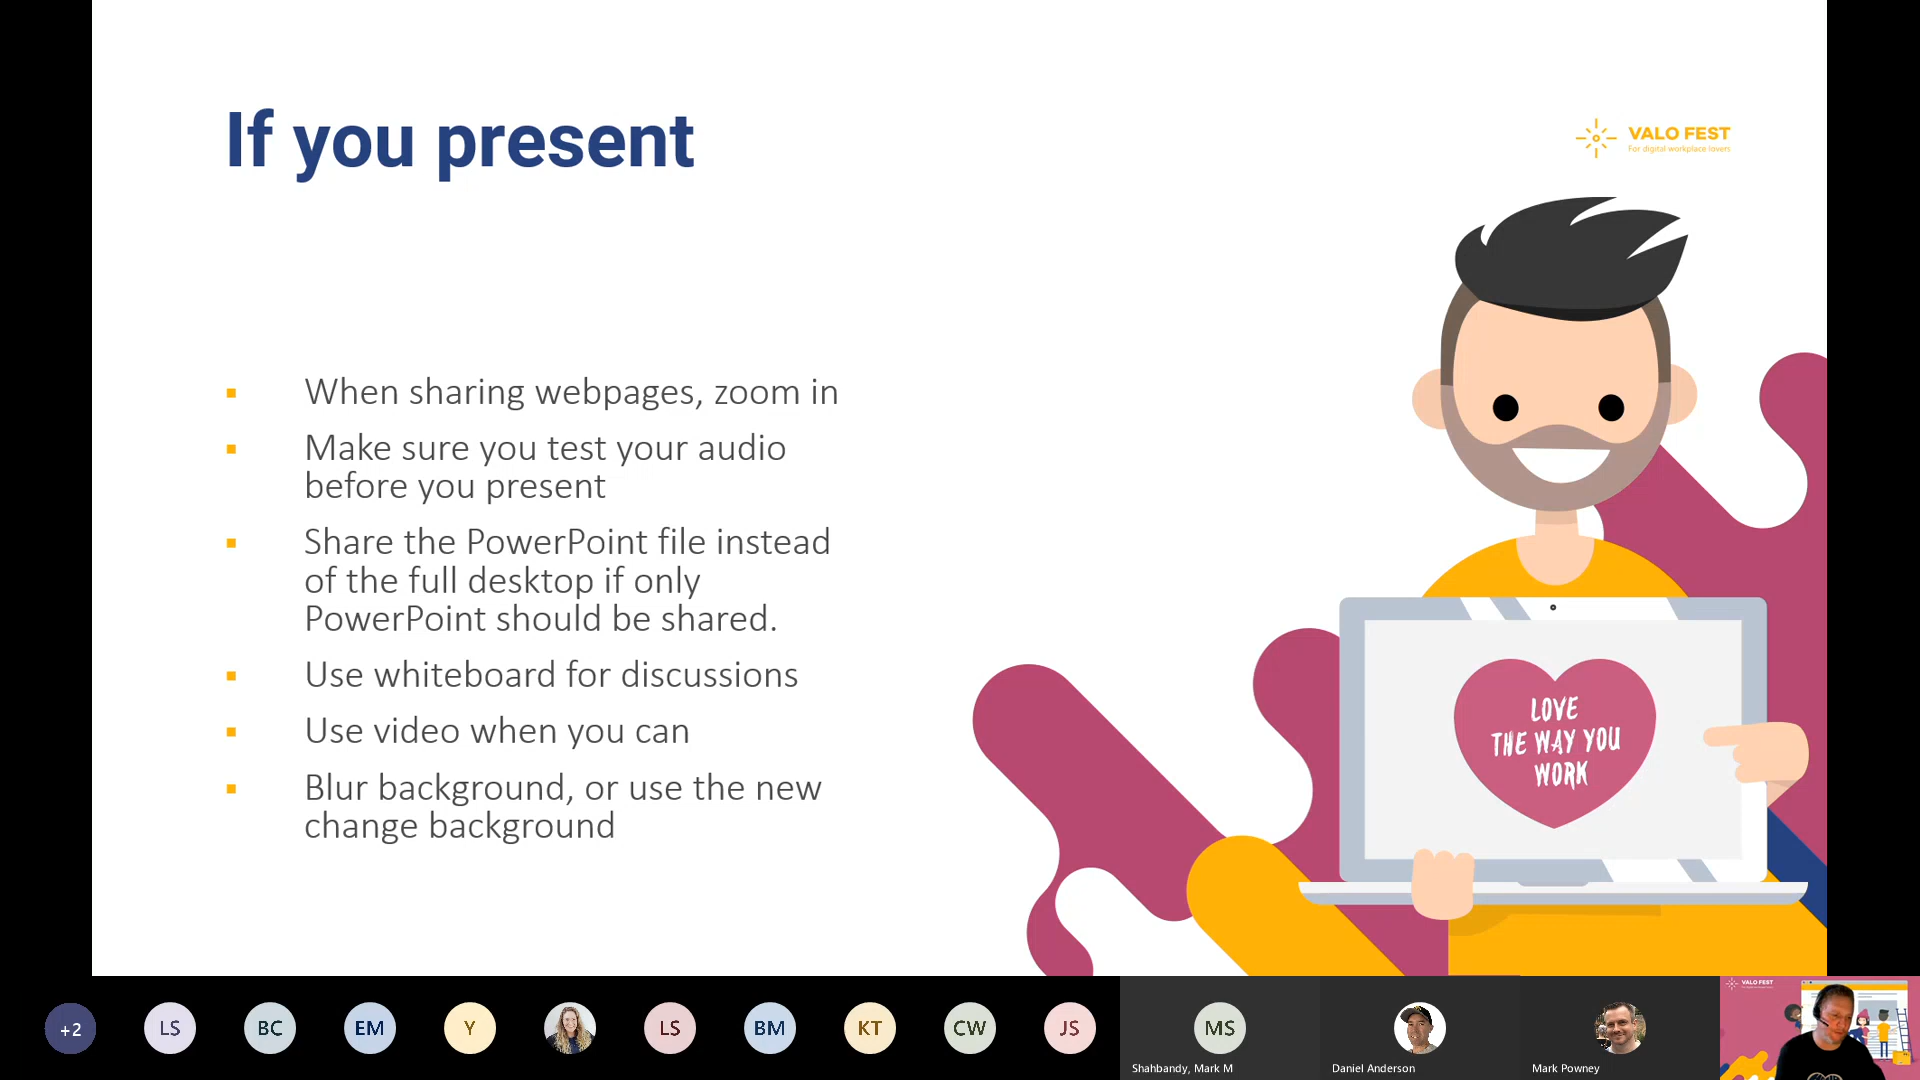 If you present
VALO FEST
For digital workplace lovers
When sharing webpages, zoom in
Make sure you test your audio
before you present
Share the PowerPoint file instead
of the full desktop if only
PowerPoint should be shared.
Use whiteboard for discussions
Use video when you can
Blur background, or use the new
change background
LOVE
THE WAY YOU
WORK
+2
LS
BC
EM
Y
LS
BM
KT
CW
JS
MS
Shahbandy, Mark M
Daniel Anderson
Mark Powney
VALO FEST